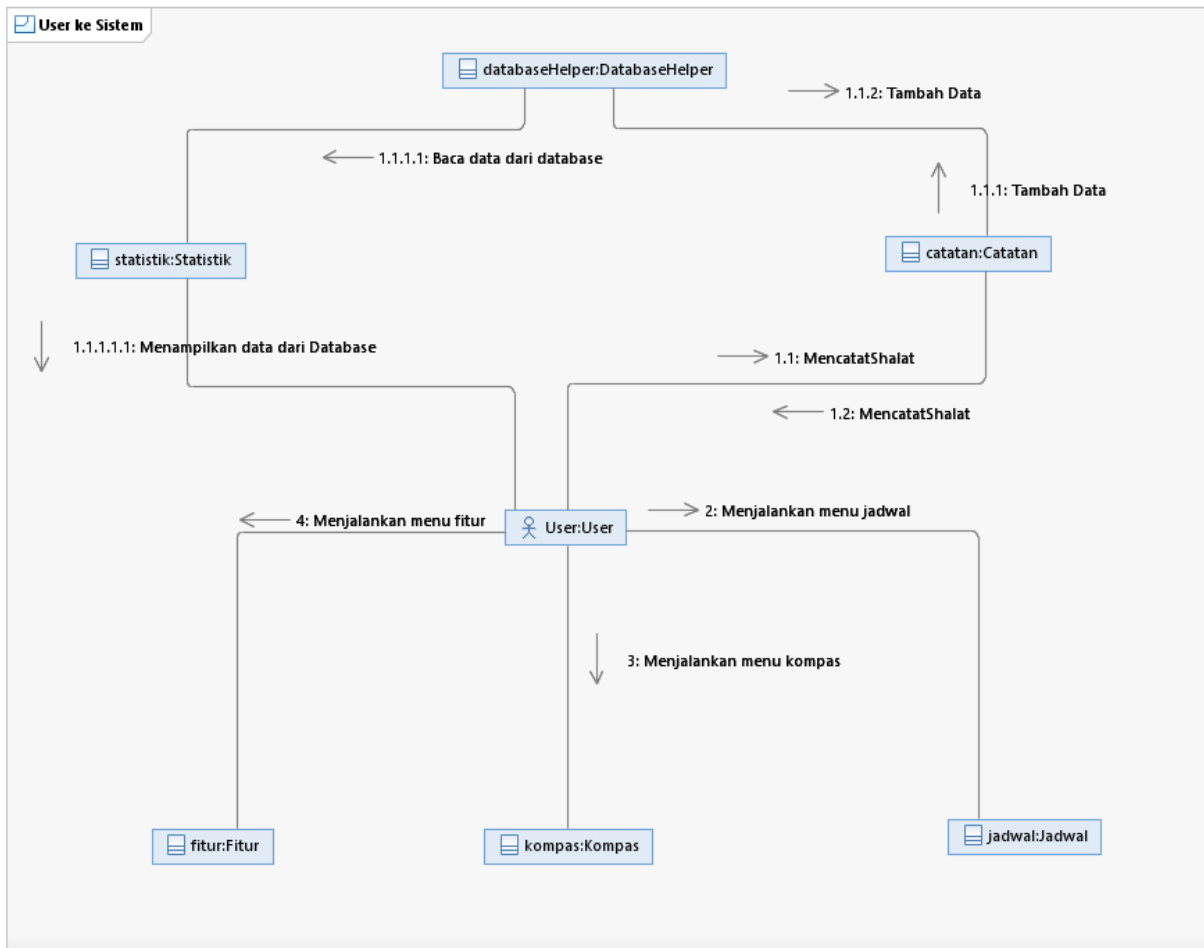 User ke Sistem
databaseHelper:DatabaseHelper
1.1.2: Tambah Data
1.1.1.1: Baca data dari database
1.1.1: Tambah Data
statistik:Statistik
catatan:Catatan
1.1.1.1.1: Menampilkan data dari Database
1.1: MencatatShalat
1.2: MencatatShalat
4: Menjalankan menu fitur
User:User
2: Menjalankan menu jadwal
3: Menjalankan menu kompas
fitur:Fitur
kompas:Kompas
jadwal:Jadwal